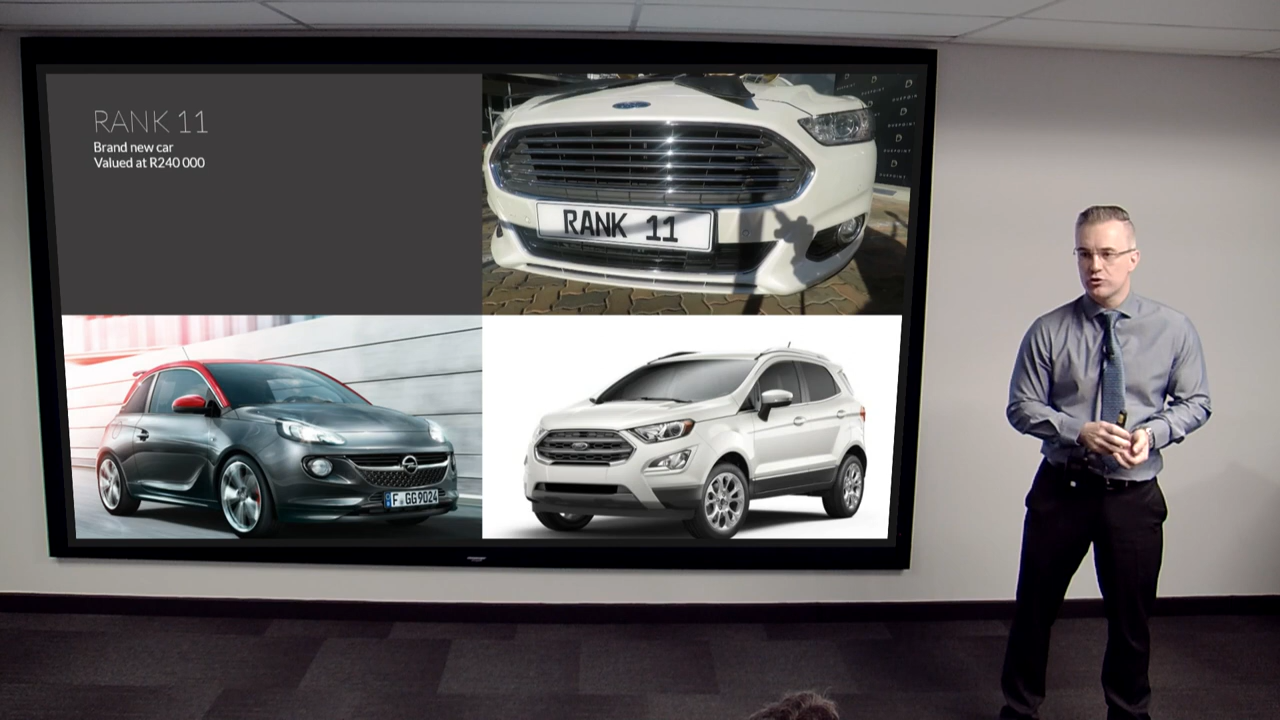 RANK 11
Brand new car
Valued at R240 000
RANK 11
F GG 9024